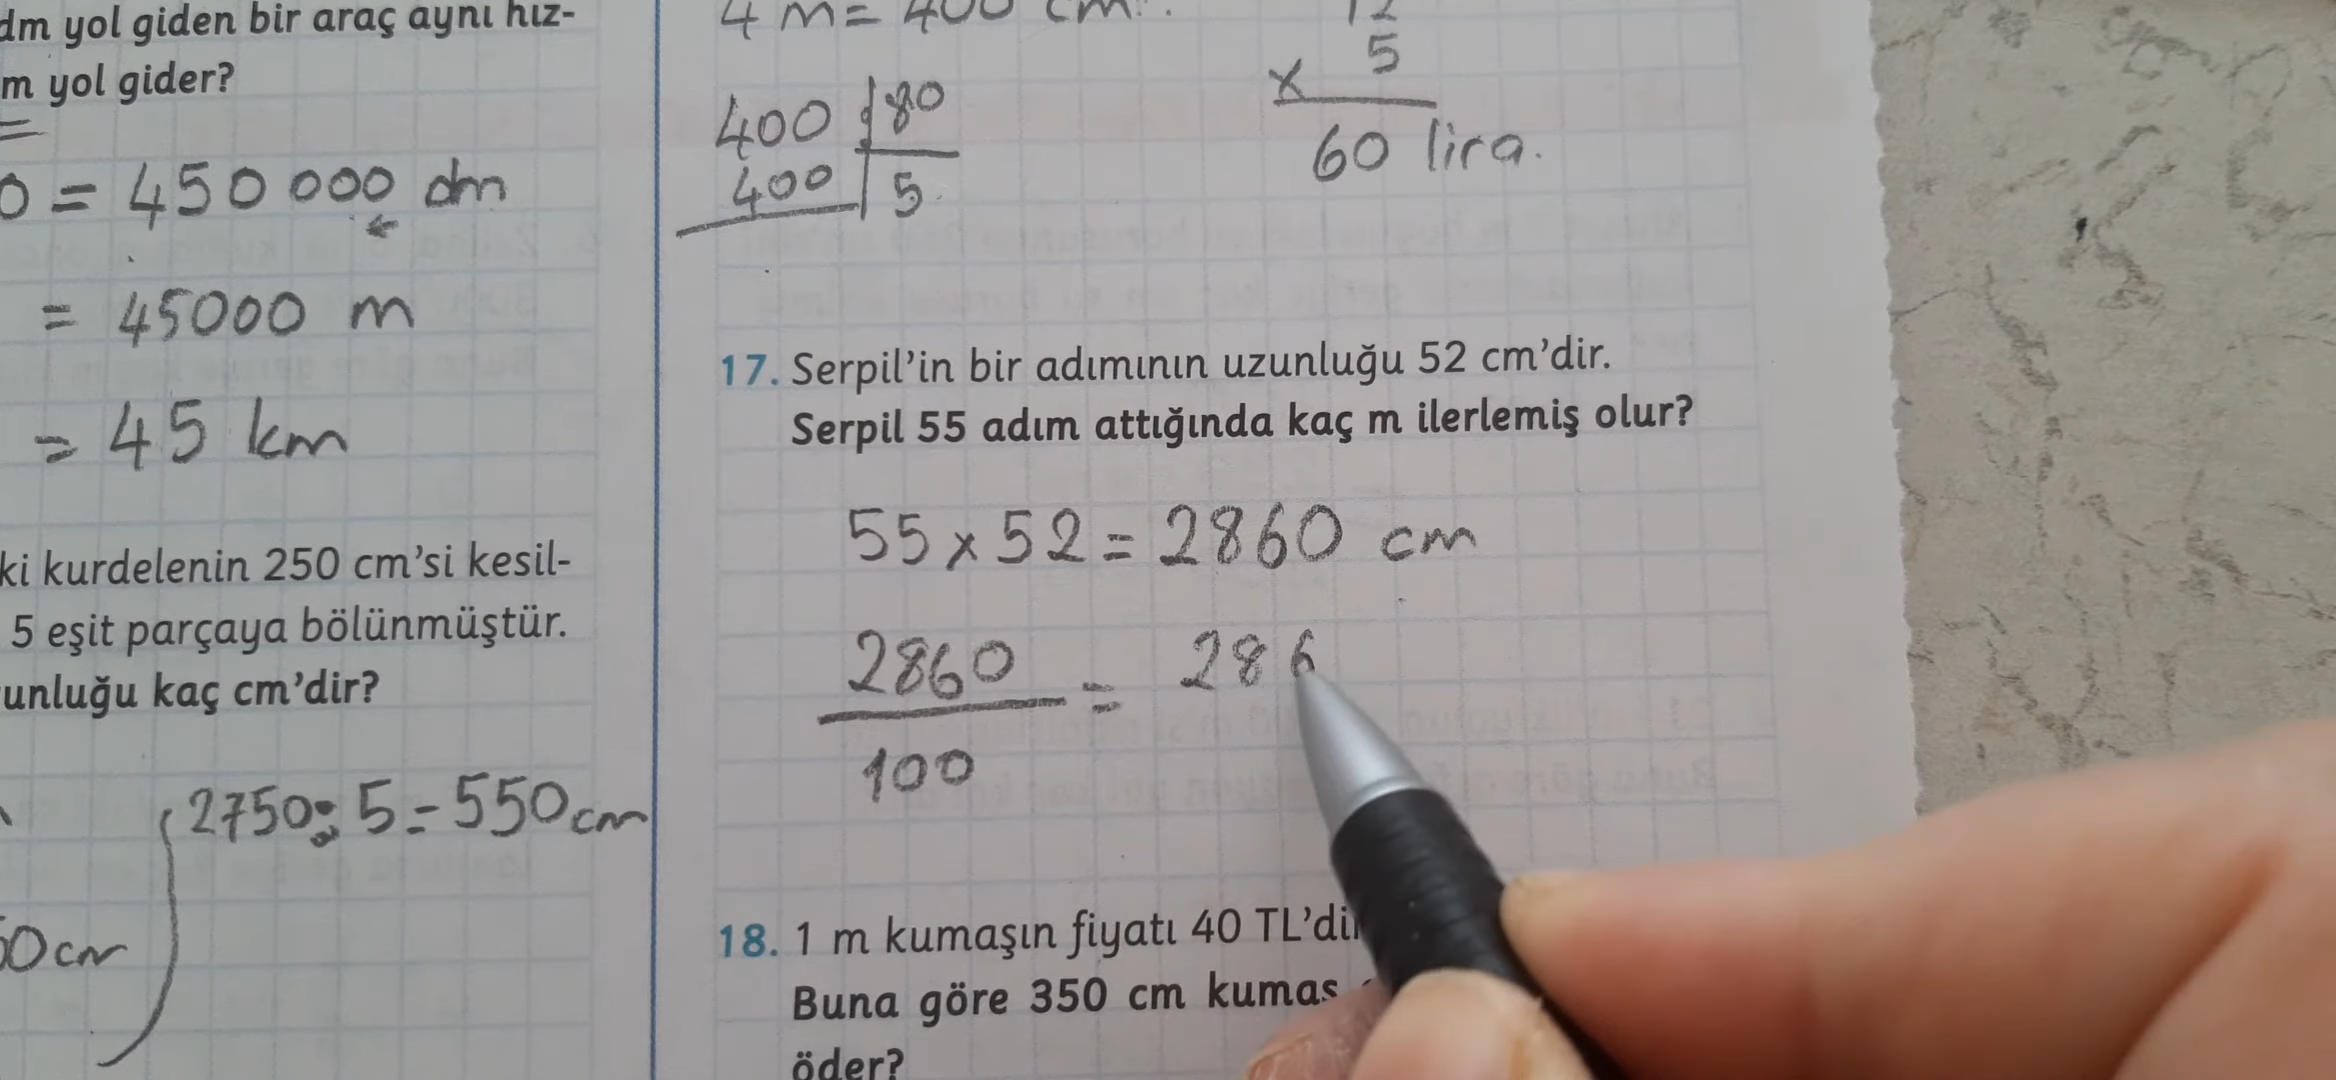 dm yol giden bir araç aynı hız-
m yol gider?
=
0 = 450 000 dm
= 45000 m
= 45 km
ki kurdelenin 250 cm'si kesil-
5 eşit parçaya bölünmüştür.
unluğu kaç cm'dir?
2750 : 5 = 550 cm
0 cm
4 m = 400 cm.
400 80
400 5
12
x 5
60 lira.
17. Serpil'in bir adımının uzunluğu 52 cm'dir.
Serpil 55 adım attığında kaç m ilerlemiş olur?
55 x 52 = 2860 cm
2860 = 286
100
18. 1 m kumaşın fiyatı 40 TL'di
Buna göre 350 cm kumaş
öder?